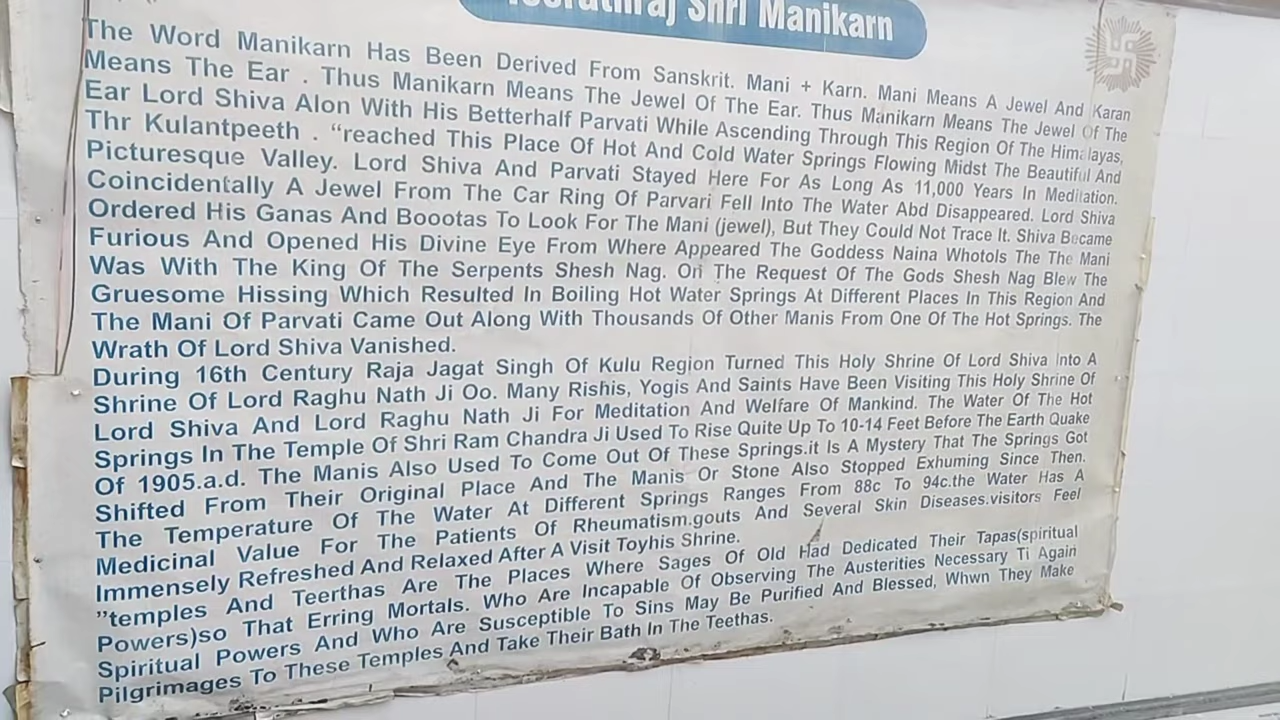 Shri Manikarn
The Word Manikarn Has Been Derived From Sanskrit. Mani + Karn. Mani Means A Jewel And Karan
Means The Ear . Thus Manikarn Means The Jewel Of The Ear. Thus Manikarn Means The Jewel Of The
Ear Lord Shiva Alon With His Betterhalf Parvati While Ascending Through This Region Of The Himalayas,
Thr Kulantpeeth . “reached This Place Of Hot And Cold Water Springs Flowing Midst The Beautiful And
Picturesque Valley. Lord Shiva And Parvati Stayed Here For As Long As 11,000 Years In Meditation.
Coincidentally A Jewel From The Car Ring Of Parvari Fell Into The Water Abd Disappeared. Lord Shiva
Ordered His Ganas And Boootas To Look For The Mani (jewel), But They Could Not Trace It. Shiva Became
Furious And Opened His Divine Eye From Where Appeared The Goddess Naina Whotols The The Mani
Was With The King Of The Serpents Shesh Nag. On The Request Of The Gods Shesh Nag Blew The
Gruesome Hissing Which Resulted In Boiling Hot Water Springs At Different Places In This Region And
The Mani Of Parvati Came Out Along With Thousands Of Other Manis From One Of The Hot Springs. The
Wrath Of Lord Shiva Vanished.
During 16th Century Raja Jagat Singh Of Kulu Region Turned This Holy Shrine Of Lord Shiva Into A
Shrine Of Lord Raghu Nath Ji Oo. Many Rishis, Yogis And Saints Have Been Visiting This Holy Shrine Of
Lord Shiva And Lord Raghu Nath Ji For Meditation And Welfare Of Mankind. The Water Of The Hot
Springs In The Temple Of Shri Ram Chandra Ji Used To Rise Quite Up To 10-14 Feet Before The Earth Quake
Of 1905.a.d. The Manis Also Used To Come Out Of These Springs.it Is A Mystery That The Springs Got
Shifted From Their Original Place And The Manis Or Stone Also Stopped Exhuming Since Then.
The Temperature Of The Water At Different Springs Ranges From 88c To 94c.the Water Has A
Medicinal Value For The Patients Of Rheumatism.gouts And Several Skin Diseases.visitors Feel
Immensely Refreshed And Relaxed After A Visit Toyhis Shrine.
”temples And Teerthas Are The Places Where Sages Of Old Had Dedicated Their Tapas(spiritual
Powers)so That Erring Mortals. Who Are Incapable Of Observing The Austerities Necessary Ti Again
Spiritual Powers And Who Are Susceptible To Sins May Be Purified And Blessed, Whwn They Make
Pilgrimages To These Temples And Take Their Bath In The Teethas.